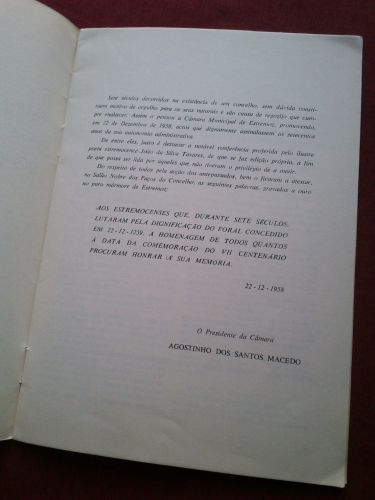 Sete séculos decorridos na existência de um concelho, sem dúvida consti-
tuem motivo de orgulho para os seus naturais e são causa de regozijo que cum-
pre enaltecer. Assim o pensou a Câmara Municipal de Estremoz, promovendo,
em 22 de Dezembro de 1958, actos que dignamente assinalassem os setecentos
anos da sua autonomia administrativa.
De entre eles, justo é destacar a notável conferência proferida pelo ilustre
poeta estremocense João da Silva Tavares, de que se faz edição própria, a fim
de que possa ser lida por aqueles que não tiveram o privilégio de a ouvir.
Do respeito de todos pela acção dos antepassados, bem o ficaram a atestar,
no Salão Nobre dos Paços do Concelho, as seguintes palavras, gravadas a ouro
no puro mármore de Estremoz:
AOS ESTREMOCENSES QUE, DURANTE SETE SÉCULOS,
LUTARAM PELA DIGNIFICAÇÃO DO FORAL CONCEDIDO
EM 22-12-1258, A HOMENAGEM DE TODOS QUANTOS
À DATA DA COMEMORAÇÃO DO VII CENTENÁRIO
PROCURAM HONRAR A SUA MEMÓRIA.
22-12-1958
O Presidente da Câmara
AGOSTINHO DOS SANTOS MACEDO